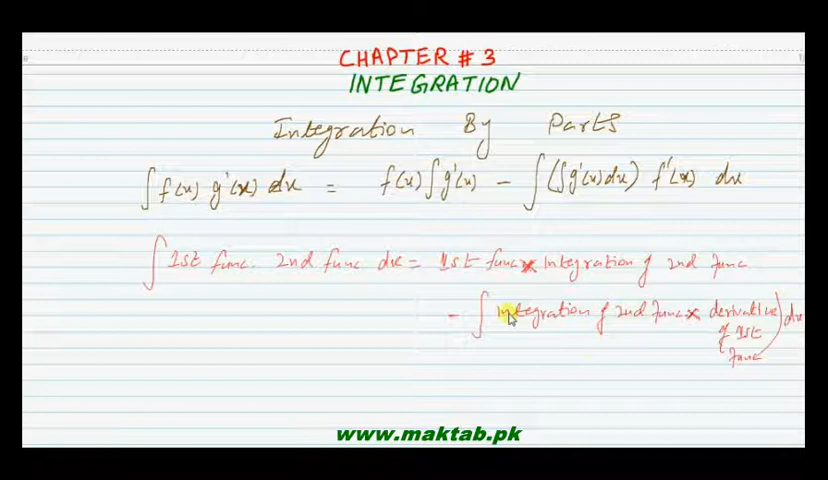 CHAPTER # 3
INTEGRATION
Integration By Parts
∫ f(x) g'(x) dx = f(x) ∫ g'(x) - ∫ (∫ g'(x) dx) f'(x) dx
∫ 1st func. 2nd func dx = 1st func × Integration of 2nd func
- ∫ Integration of 2nd func × derivative of 1st func) dx
www.maktab.pk